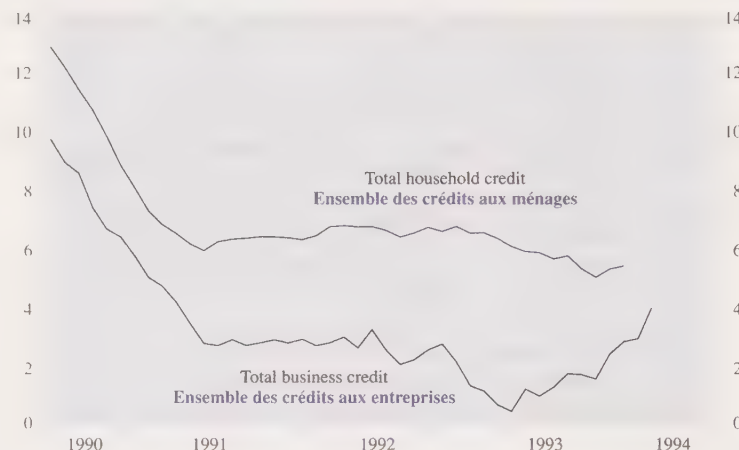 14 14
12 12
10 10
Total household credit
8 Ensemble des crédits aux ménages 8
6 6
4 4
2 2
Total business credit
Ensemble des crédits aux entreprises
0 0
1990 1991 1992 1993 1994